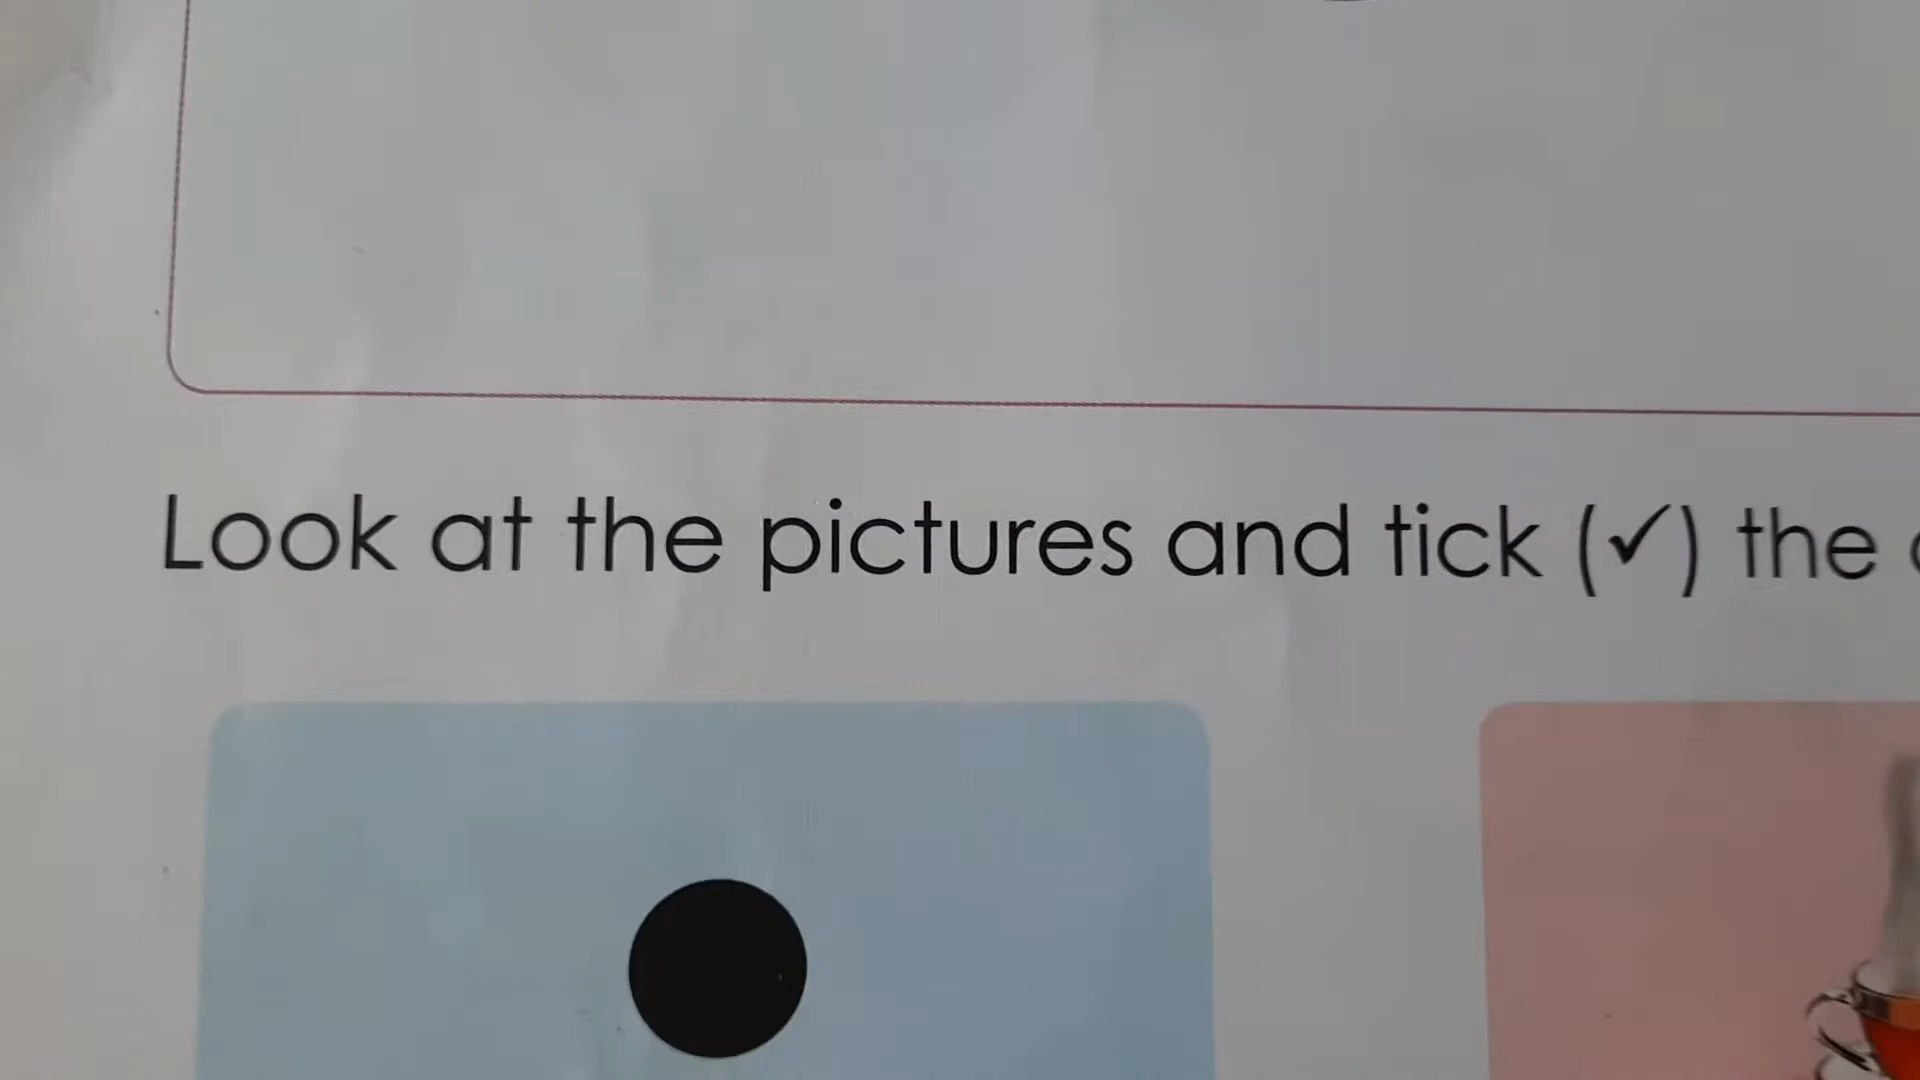 Look at the pictures and tick (✓) the